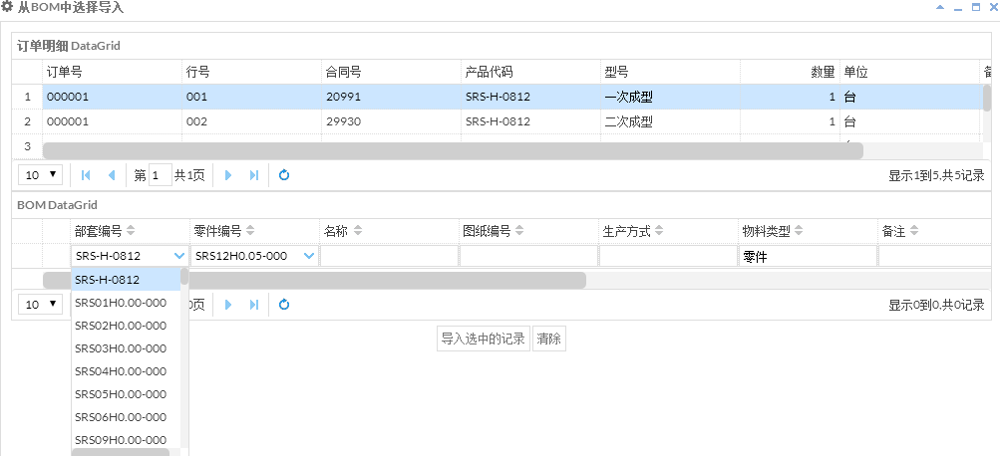 从BOM中选择导入
订单明细 DataGrid
订单号 行号 合同号 产品代码 型号 数量 单位
1 000001 001 20991 SRS-H-0812 一次成型 1 台
2 000001 002 29930 SRS-H-0812 二次成型 1 台
3
10 第 1 共1页 显示1到5,共5记录
BOM DataGrid
部套编号 零件编号 名称 图纸编号 生产方式 物料类型 备注
SRS-H-0812 SRS12H0.05-000 零件
SRS-H-0812
SRS01H0.00-000
10 0页 显示0到0,共0记录
SRS02H0.00-000
导入选中的记录 清除
SRS03H0.00-000
SRS04H0.00-000
SRS05H0.00-000
SRS06H0.00-000
SRS09H0.00-000